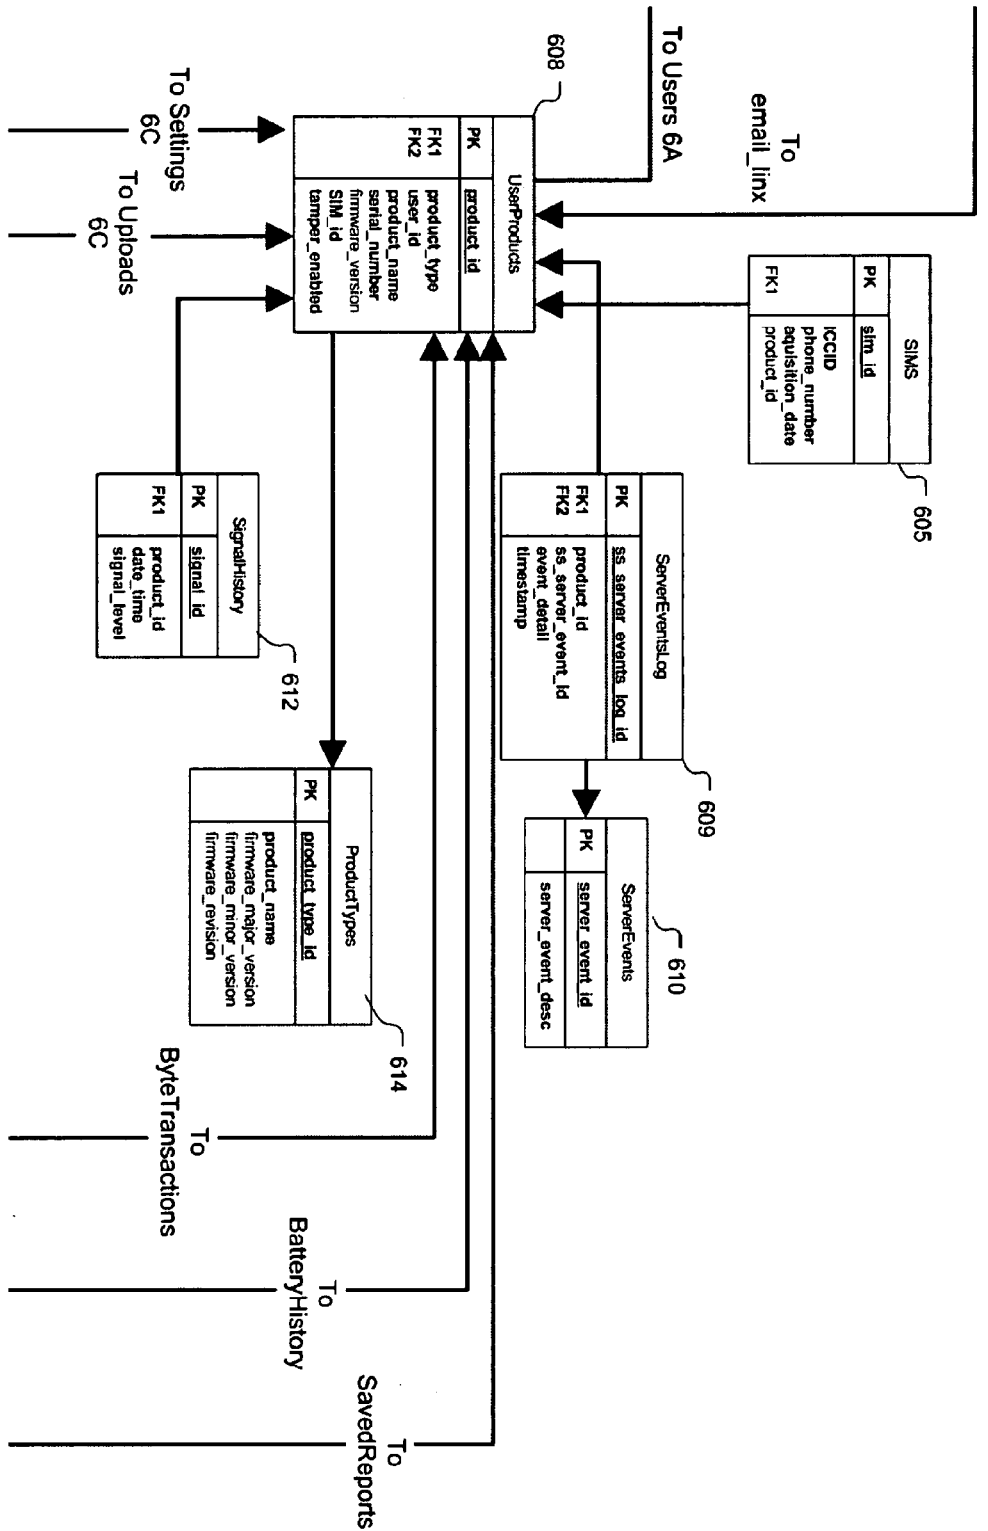 To
email_linx
To Users 6A
608
UserProducts
PK
product_id
FK1
FK2
product_type
user_id
product_name
serial_number
firmware_version
SIM_id
tamper_enabled
To Settings
6C
To Uploads
6C
SIMS
PK
sim_id
FK1
ICCID
phone_number
aquisition_date
product_id
605
ServerEventsLog
PK
ss_server_events_log_id
FK1
FK2
product_id
ss_server_event_id
event_detail
timestamp
609
ServerEvents
PK
server_event_id
server_event_desc
610
SignalHistory
PK
signal_id
FK1
product_id
date_time
signal_level
612
ProductTypes
PK
product_type_id
product_name
firmware_major_version
firmware_minor_version
firmware_revision
614
To
ByteTransactions
To
BatteryHistory
To
SavedReports